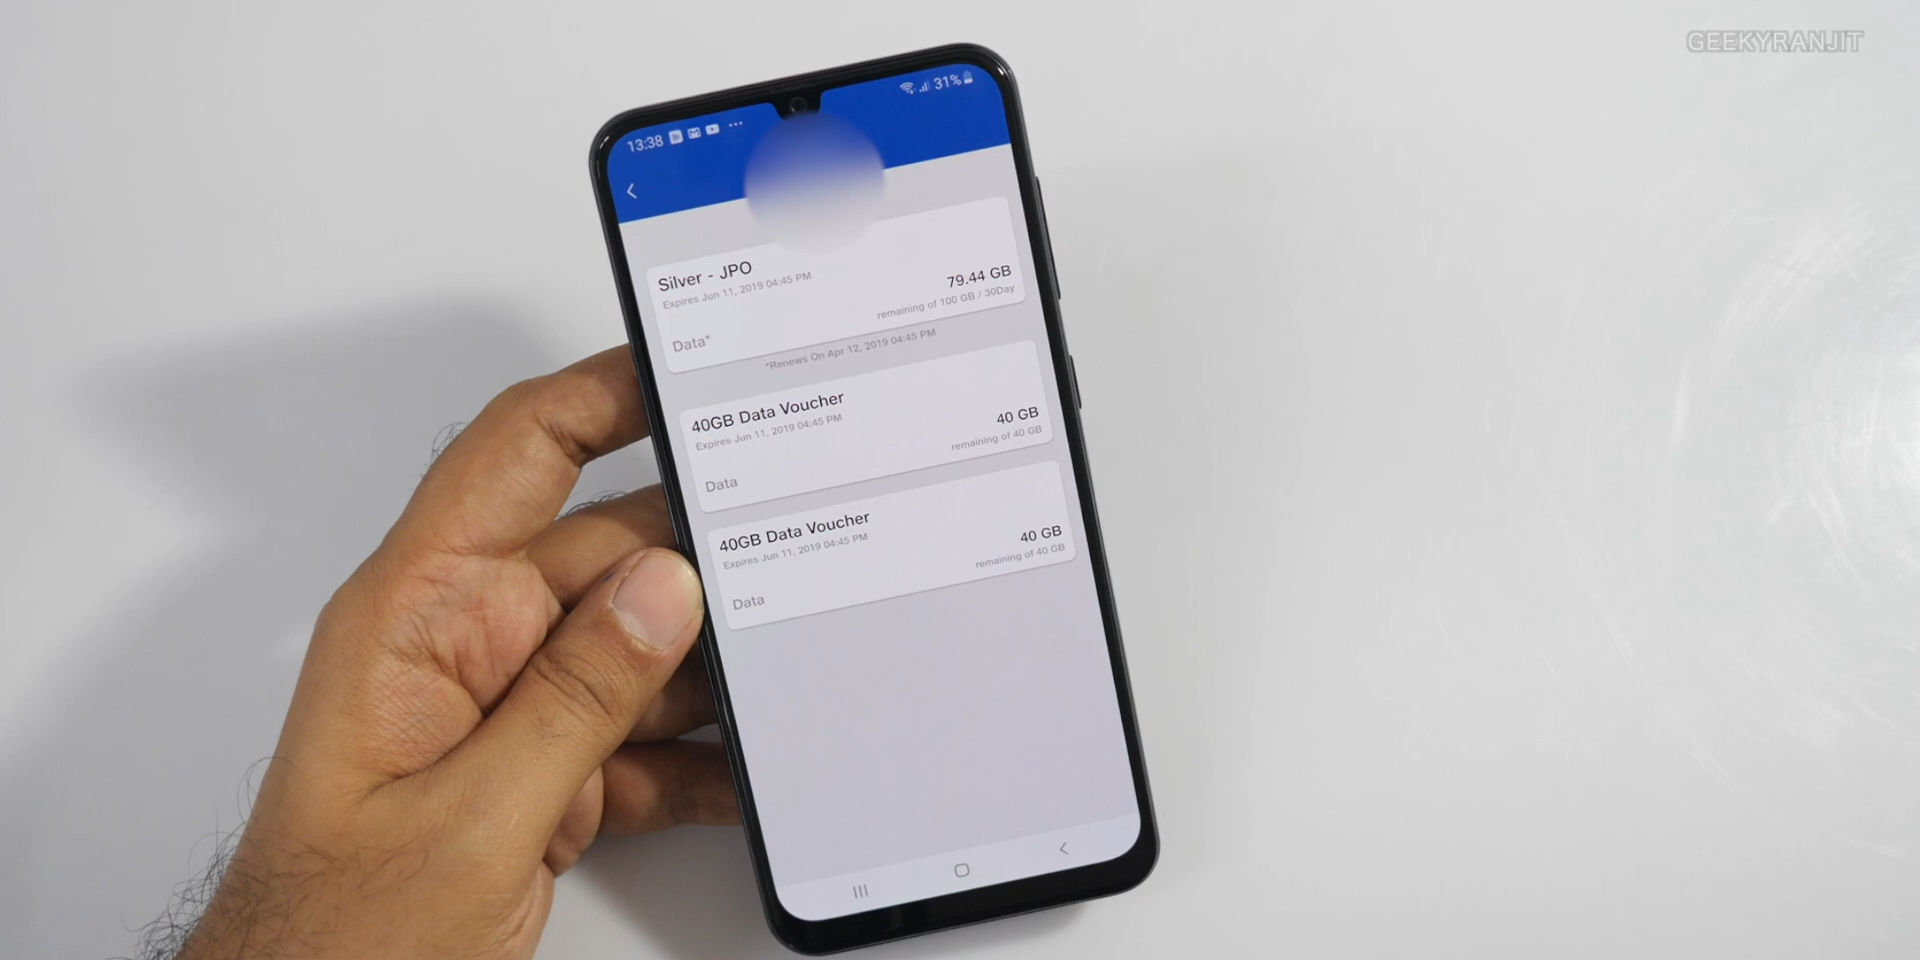 GEEKYRANJIT
13:38
31%
Silver - JPO
Expires Jun 11, 2019 04:45 PM
79.44 GB
remaining of 100 GB / 30Day
Data*
*Renews On Apr 12, 2019 04:45 PM
40GB Data Voucher
Expires Jun 11, 2019 04:45 PM
40 GB
remaining of 40 GB
Data
40GB Data Voucher
Expires Jun 11, 2019 04:45 PM
40 GB
remaining of 40 GB
Data